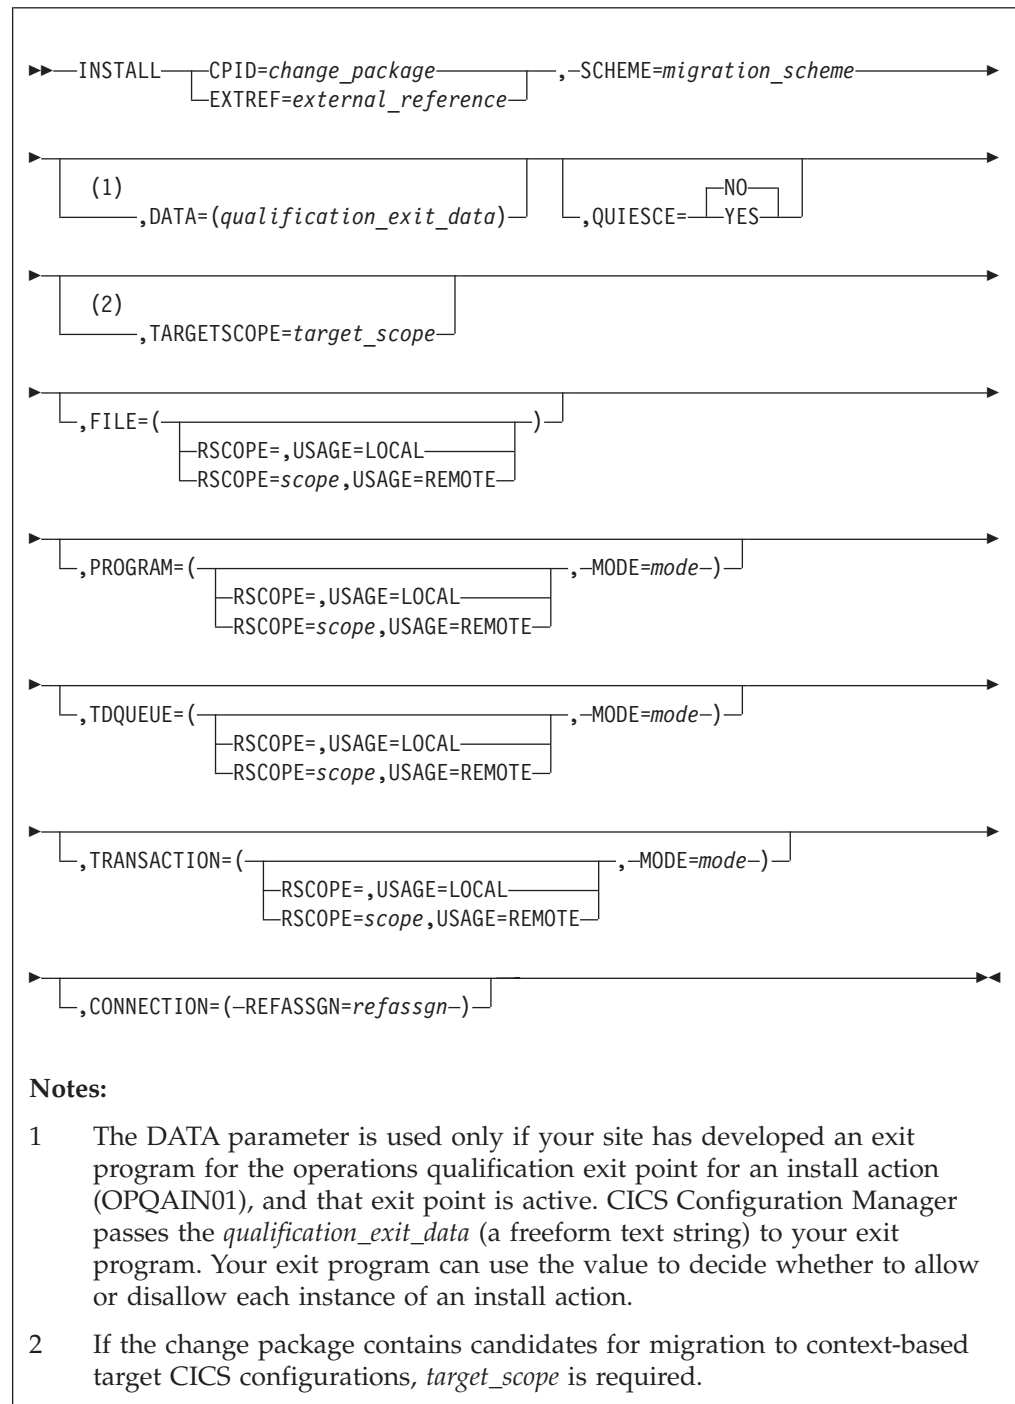 INSTALL CPID=change_package , SCHEME=migration_scheme
EXTREF=external_reference
(1)
,DATA=(qualification_exit_data)
NO
,QUIESCE= YES
(2)
,TARGETSCOPE=target_scope
,FILE=( )
RSCOPE=,USAGE=LOCAL
RSCOPE=scope,USAGE=REMOTE
,PROGRAM=( , MODE=mode )
RSCOPE=,USAGE=LOCAL
RSCOPE=scope,USAGE=REMOTE
,TDQUEUE=( , MODE=mode )
RSCOPE=,USAGE=LOCAL
RSCOPE=scope,USAGE=REMOTE
,TRANSACTION=( , MODE=mode )
RSCOPE=,USAGE=LOCAL
RSCOPE=scope,USAGE=REMOTE
,CONNECTION=( REFASSGN=refassgn )
Notes:
1 The DATA parameter is used only if your site has developed an exit
program for the operations qualification exit point for an install action
(OPQAIN01), and that exit point is active. CICS Configuration Manager
passes the qualification_exit_data (a freeform text string) to your exit
program. Your exit program can use the value to decide whether to allow
or disallow each instance of an install action.
2 If the change package contains candidates for migration to context-based
target CICS configurations, target_scope is required.